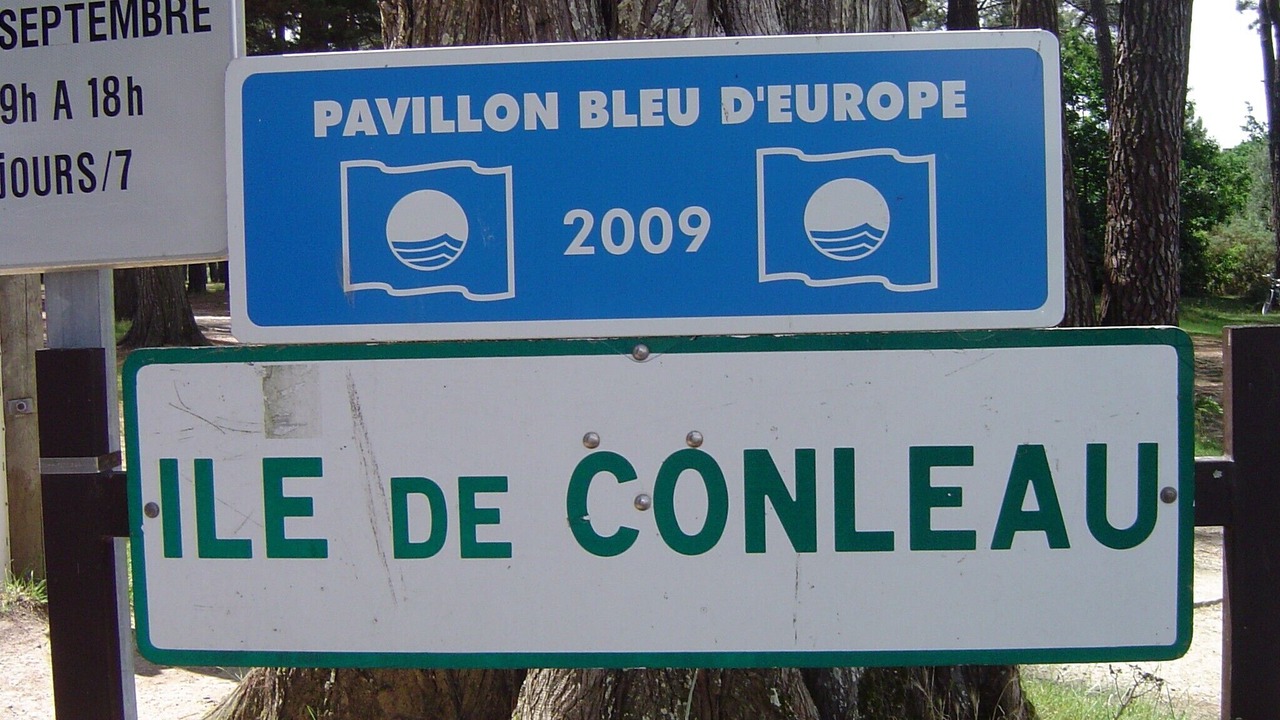 SEPTEMBRE
9h A 18h
jOURS/7
PAVILLON BLEU D'EUROPE
2009
ILE DE CONLEAU